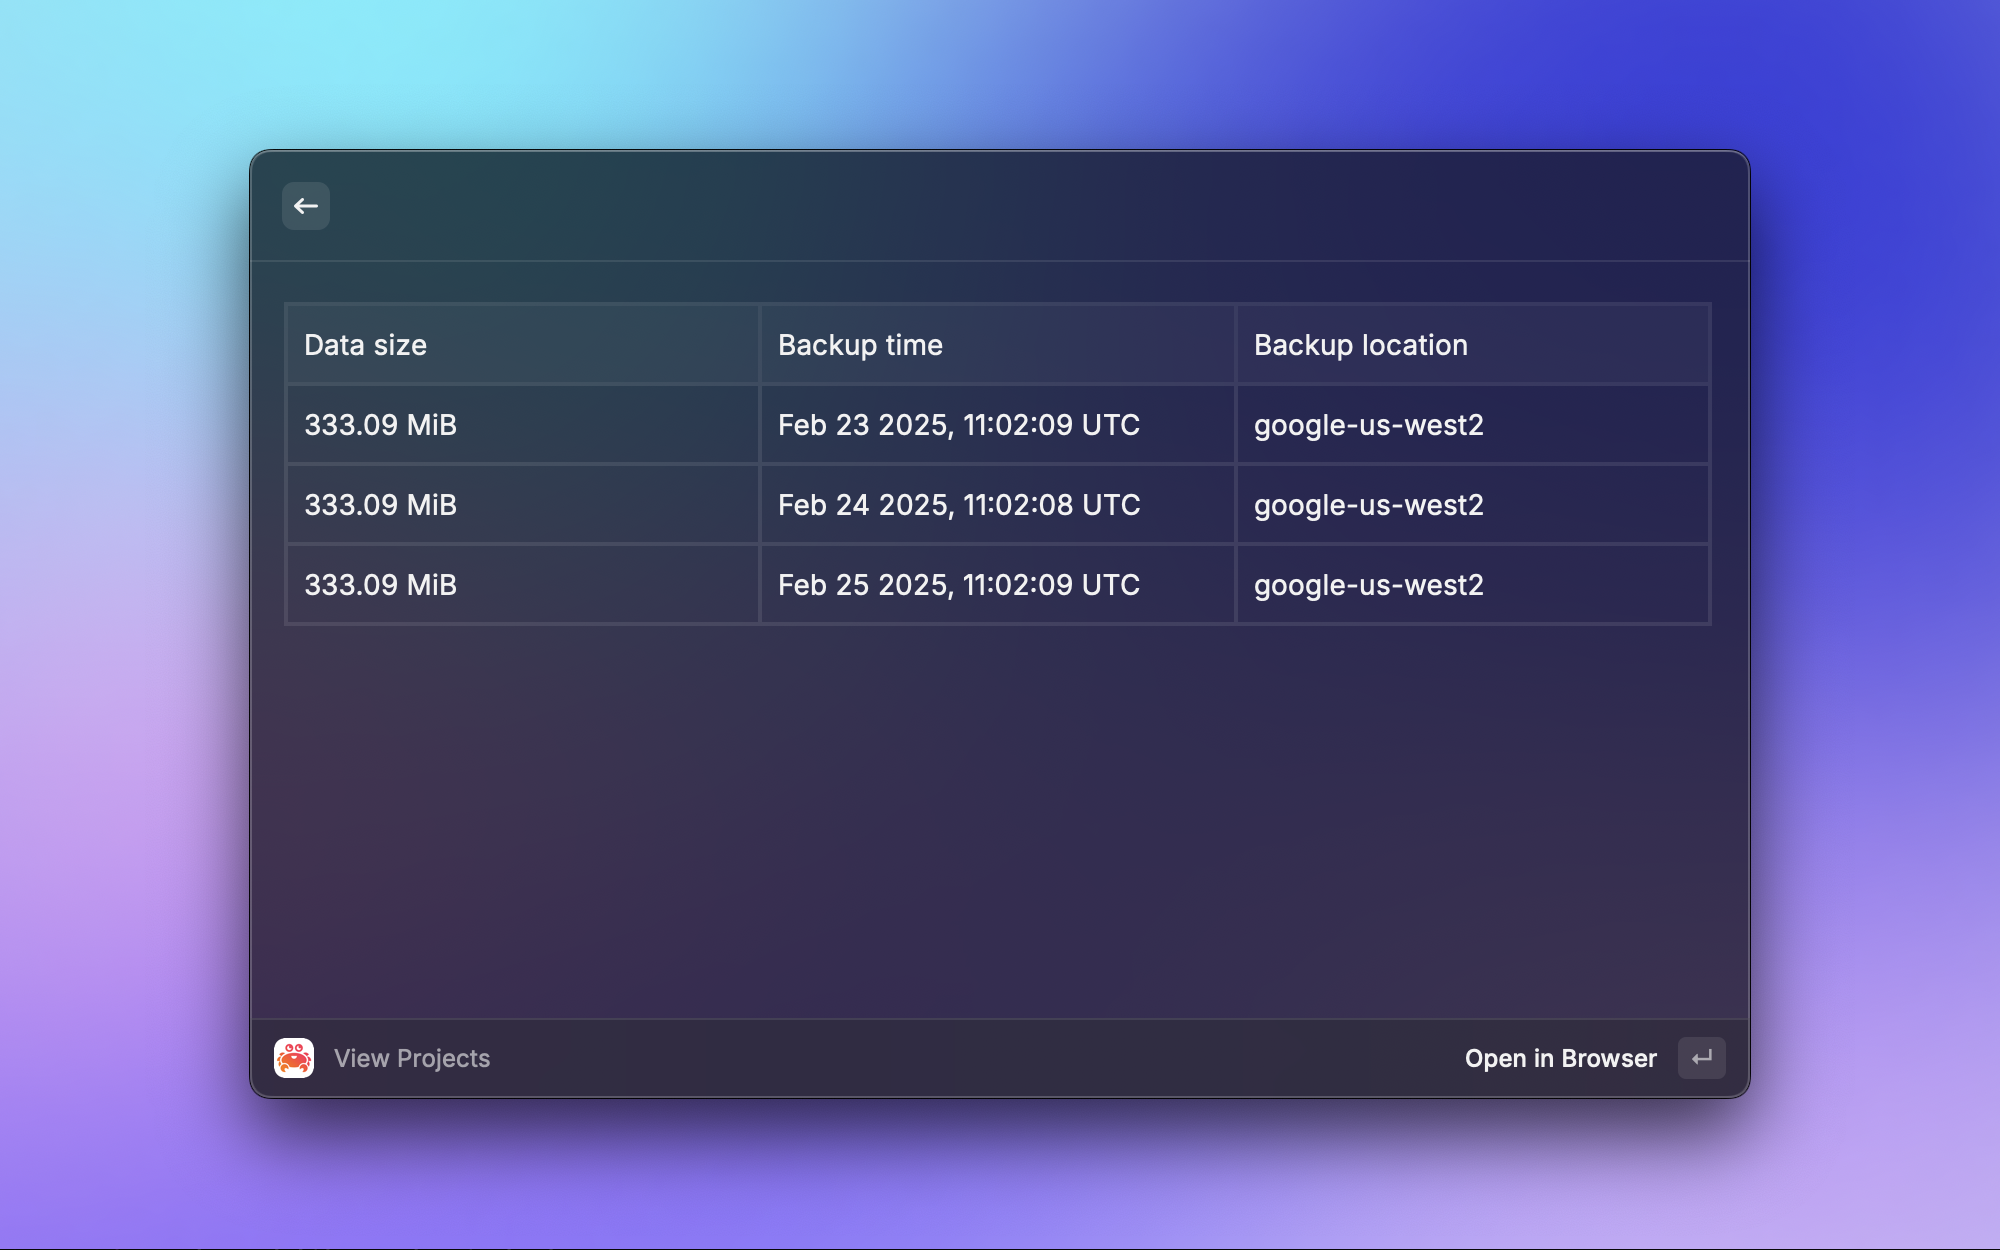 Data size Backup time Backup location
333.09 MiB Feb 23 2025, 11:02:09 UTC google-us-west2
333.09 MiB Feb 24 2025, 11:02:08 UTC google-us-west2
333.09 MiB Feb 25 2025, 11:02:09 UTC google-us-west2
View Projects Open in Browser